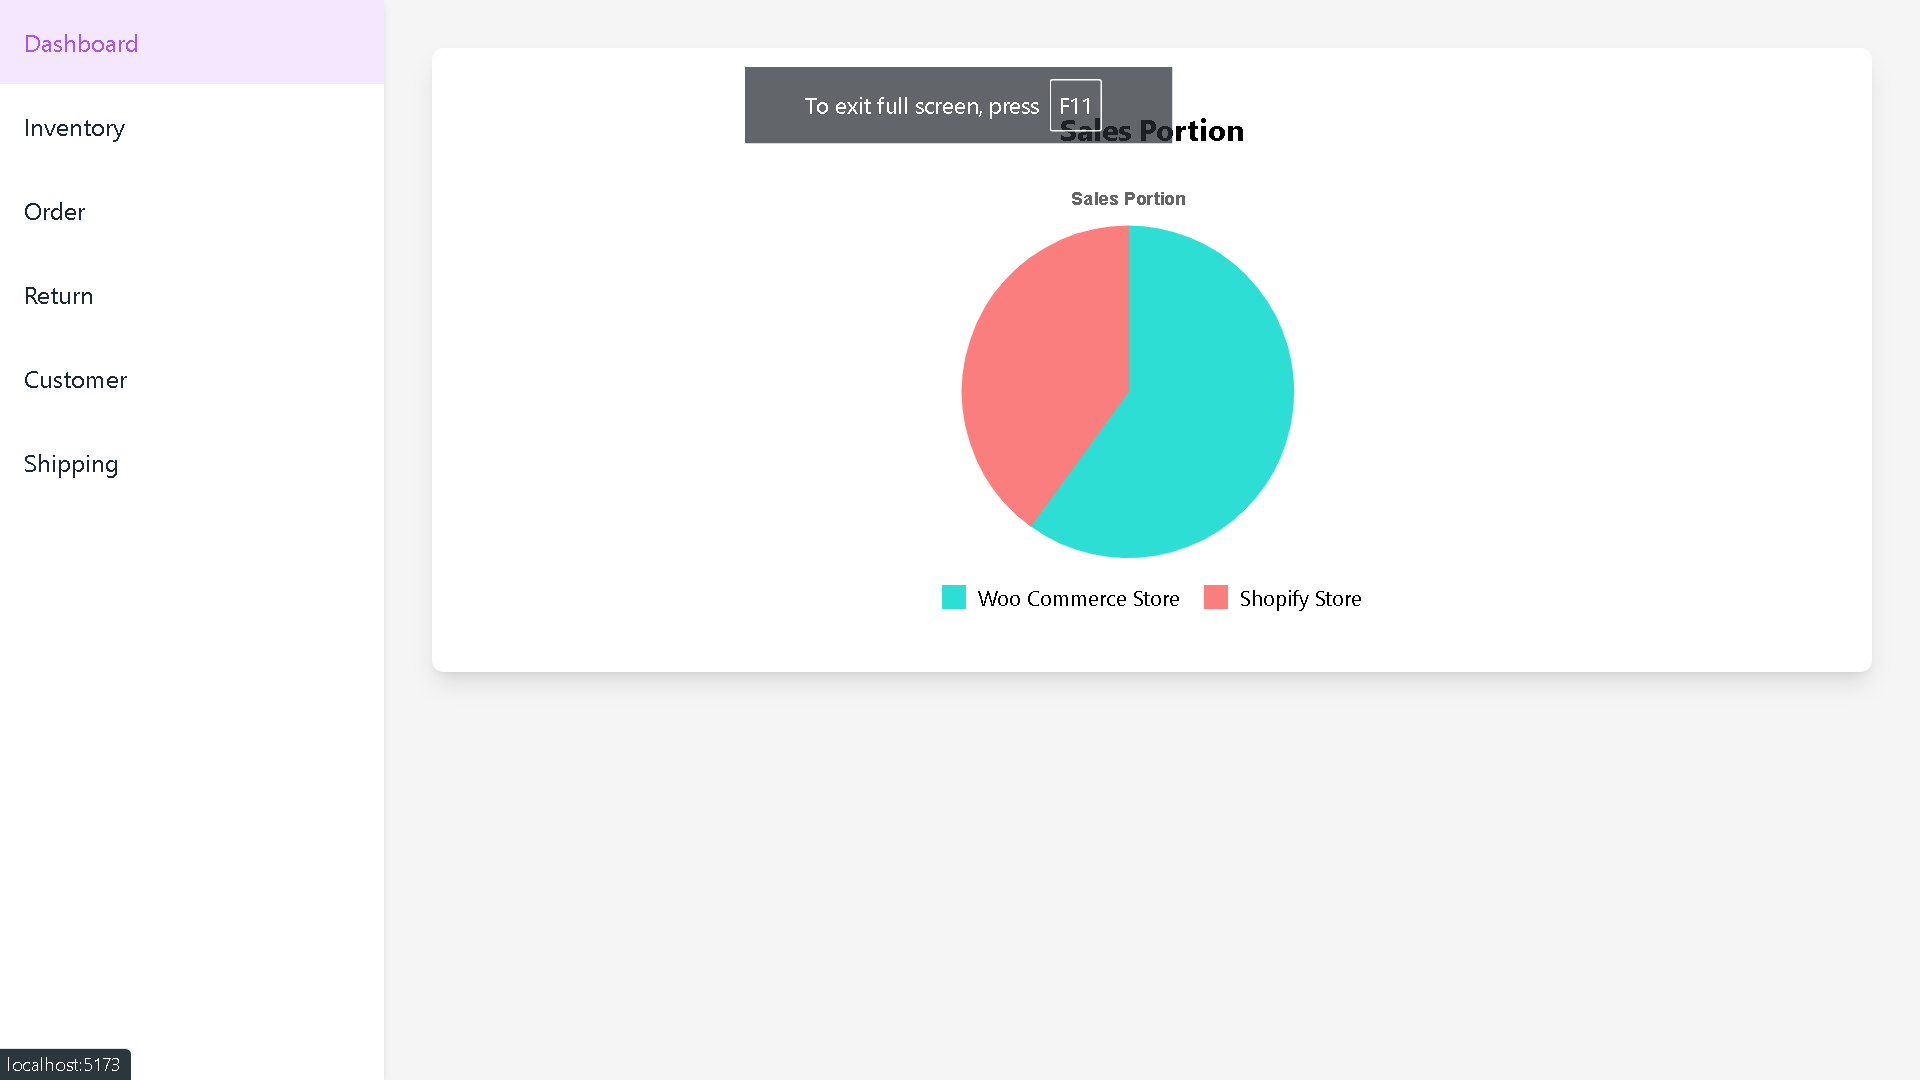 Dashboard
Inventory
Order
Return
Customer
Shipping
To exit full screen, press F11
Sales Portion
Sales Portion
Woo Commerce Store
Shopify Store
localhost:5173